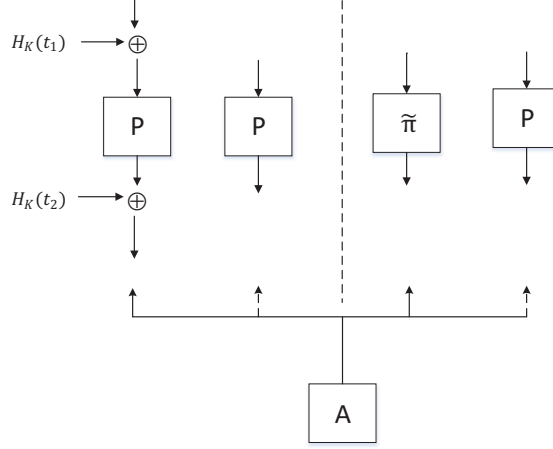 H_K(t_1)
⊕
P P π̃ P
H_K(t_2)
⊕
A